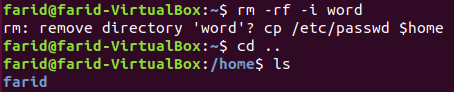 farid@farid-VirtualBox:~$ rm -rf -i word
rm: remove directory 'word'? cp /etc/passwd $home
farid@farid-VirtualBox:~$ cd ..
farid@farid-VirtualBox:/home$ ls
farid